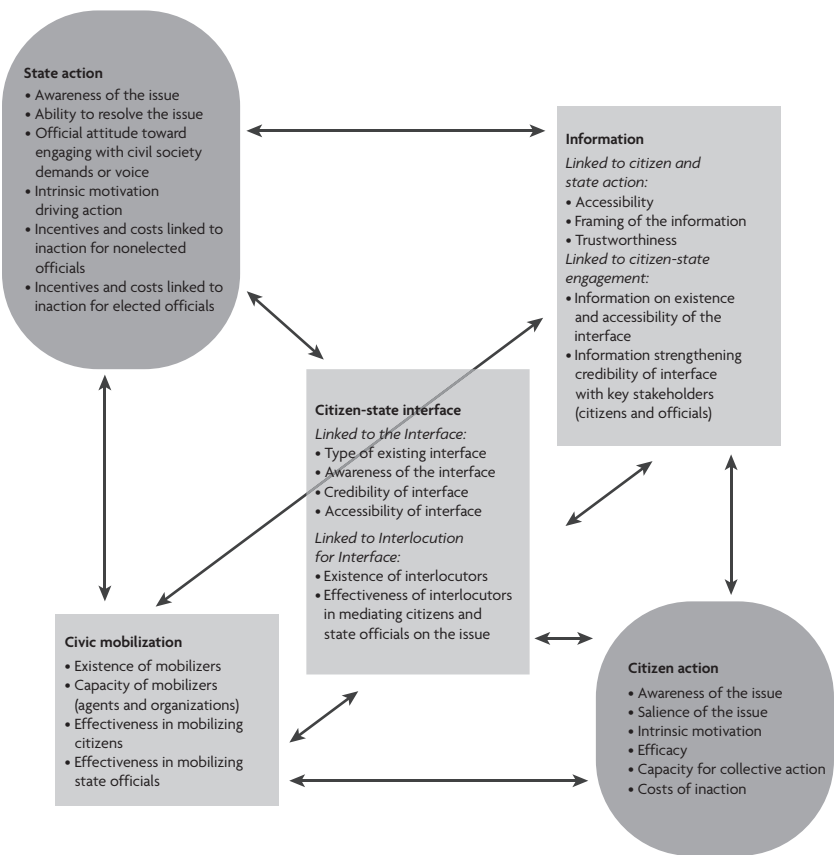 State action
• Awareness of the issue
• Ability to resolve the issue
• Official attitude toward
engaging with civil society
demands or voice
• Intrinsic motivation
driving action
• Incentives and costs linked to
inaction for nonelected
officials
• Incentives and costs linked to
inaction for elected officials
Information
Linked to citizen and
state action:
• Accessibility
• Framing of the information
• Trustworthiness
Linked to citizen-state
engagement:
• Information on existence
and accessibility of the
interface
• Information strengthening
credibility of interface
with key stakeholders
(citizens and officials)
Citizen-state interface
Linked to the Interface:
• Type of existing interface
• Awareness of the interface
• Credibility of interface
• Accessibility of interface
Linked to Interlocution
for Interface:
• Existence of interlocutors
• Effectiveness of interlocutors
in mediating citizens and
state officials on the issue
Civic mobilization
• Existence of mobilizers
• Capacity of mobilizers
(agents and organizations)
• Effectiveness in mobilizing
citizens
• Effectiveness in mobilizing
state officials
Citizen action
• Awareness of the issue
• Salience of the issue
• Intrinsic motivation
• Efficacy
• Capacity for collective action
• Costs of inaction